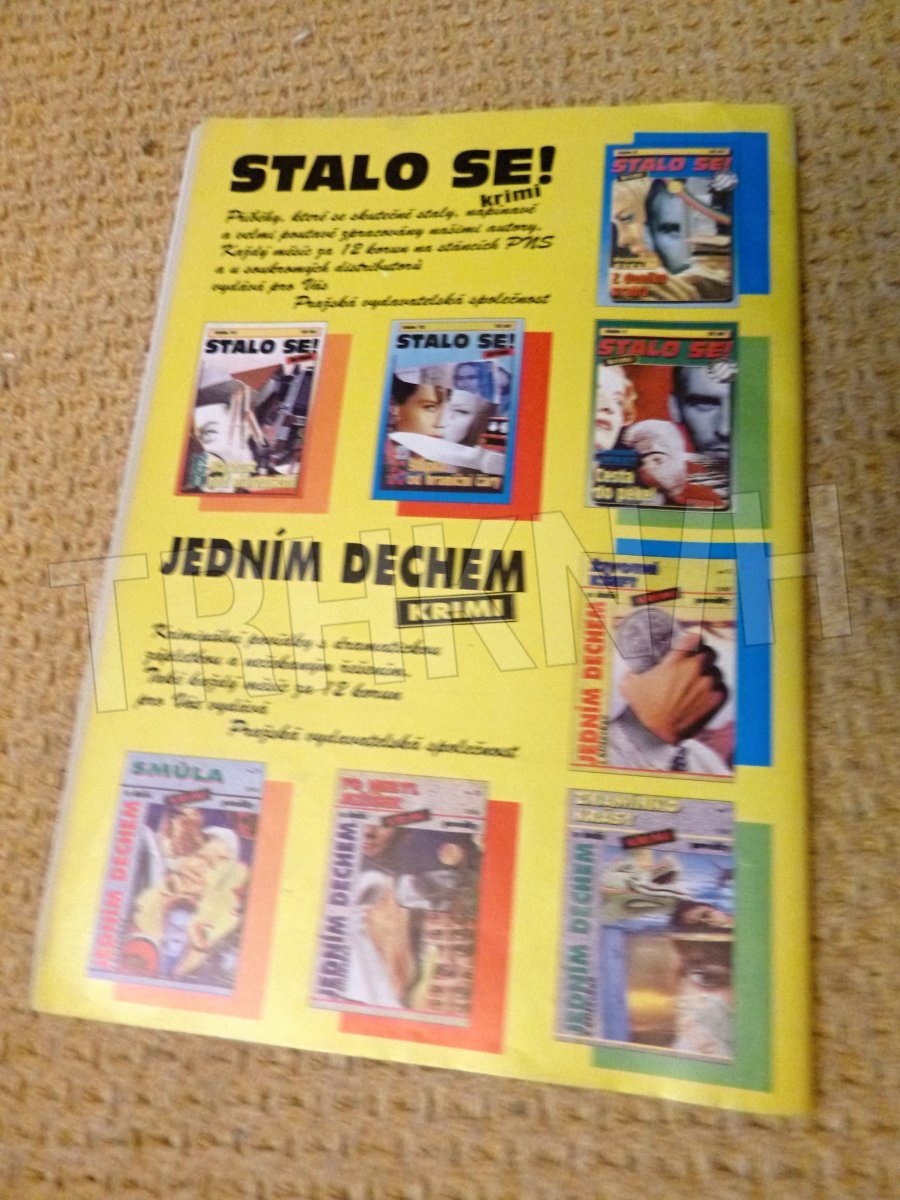 STALO SE!
krimi
Příběhy, které se skutečně staly, napínavě
a velmi poutavě zpracovány našimi autory.
Každý měsíc za 12 korun na stáncích PNS
a u soukromých distributorů
vydává pro Vás
Pražská vydavatelská společnost
STALO SE!
STALO SE!
STALO SE!
STALO SE!
Cesta
do pekel
JEDNÍM DECHEM
KRIMI
Kriminální povídky s dramatickou
zápletkou a nečekaným řešením.
Také každý měsíc za 12 korun
pro Vás vydává
Pražská vydavatelská společnost
JEDNÍM DECHEM
SMŮLA
JEDNÍM DECHEM
JEDNÍM DECHEM
JEDNÍM DECHEM
TRHKNIH